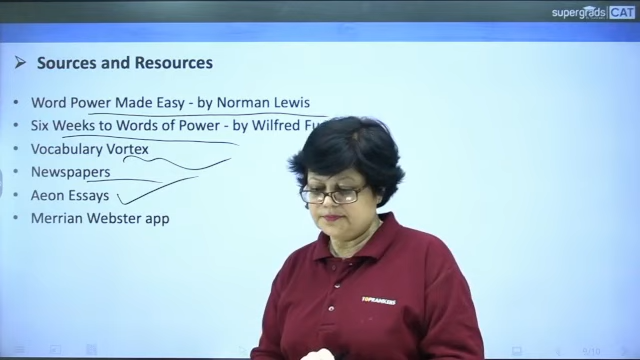 supergrads CAT
➤ Sources and Resources
• Word Power Made Easy - by Norman Lewis
• Six Weeks to Words of Power - by Wilfred
• Vocabulary Vortex
• Newspapers
• Aeon Essays
• Merrian Webster app
TOPRANKERS